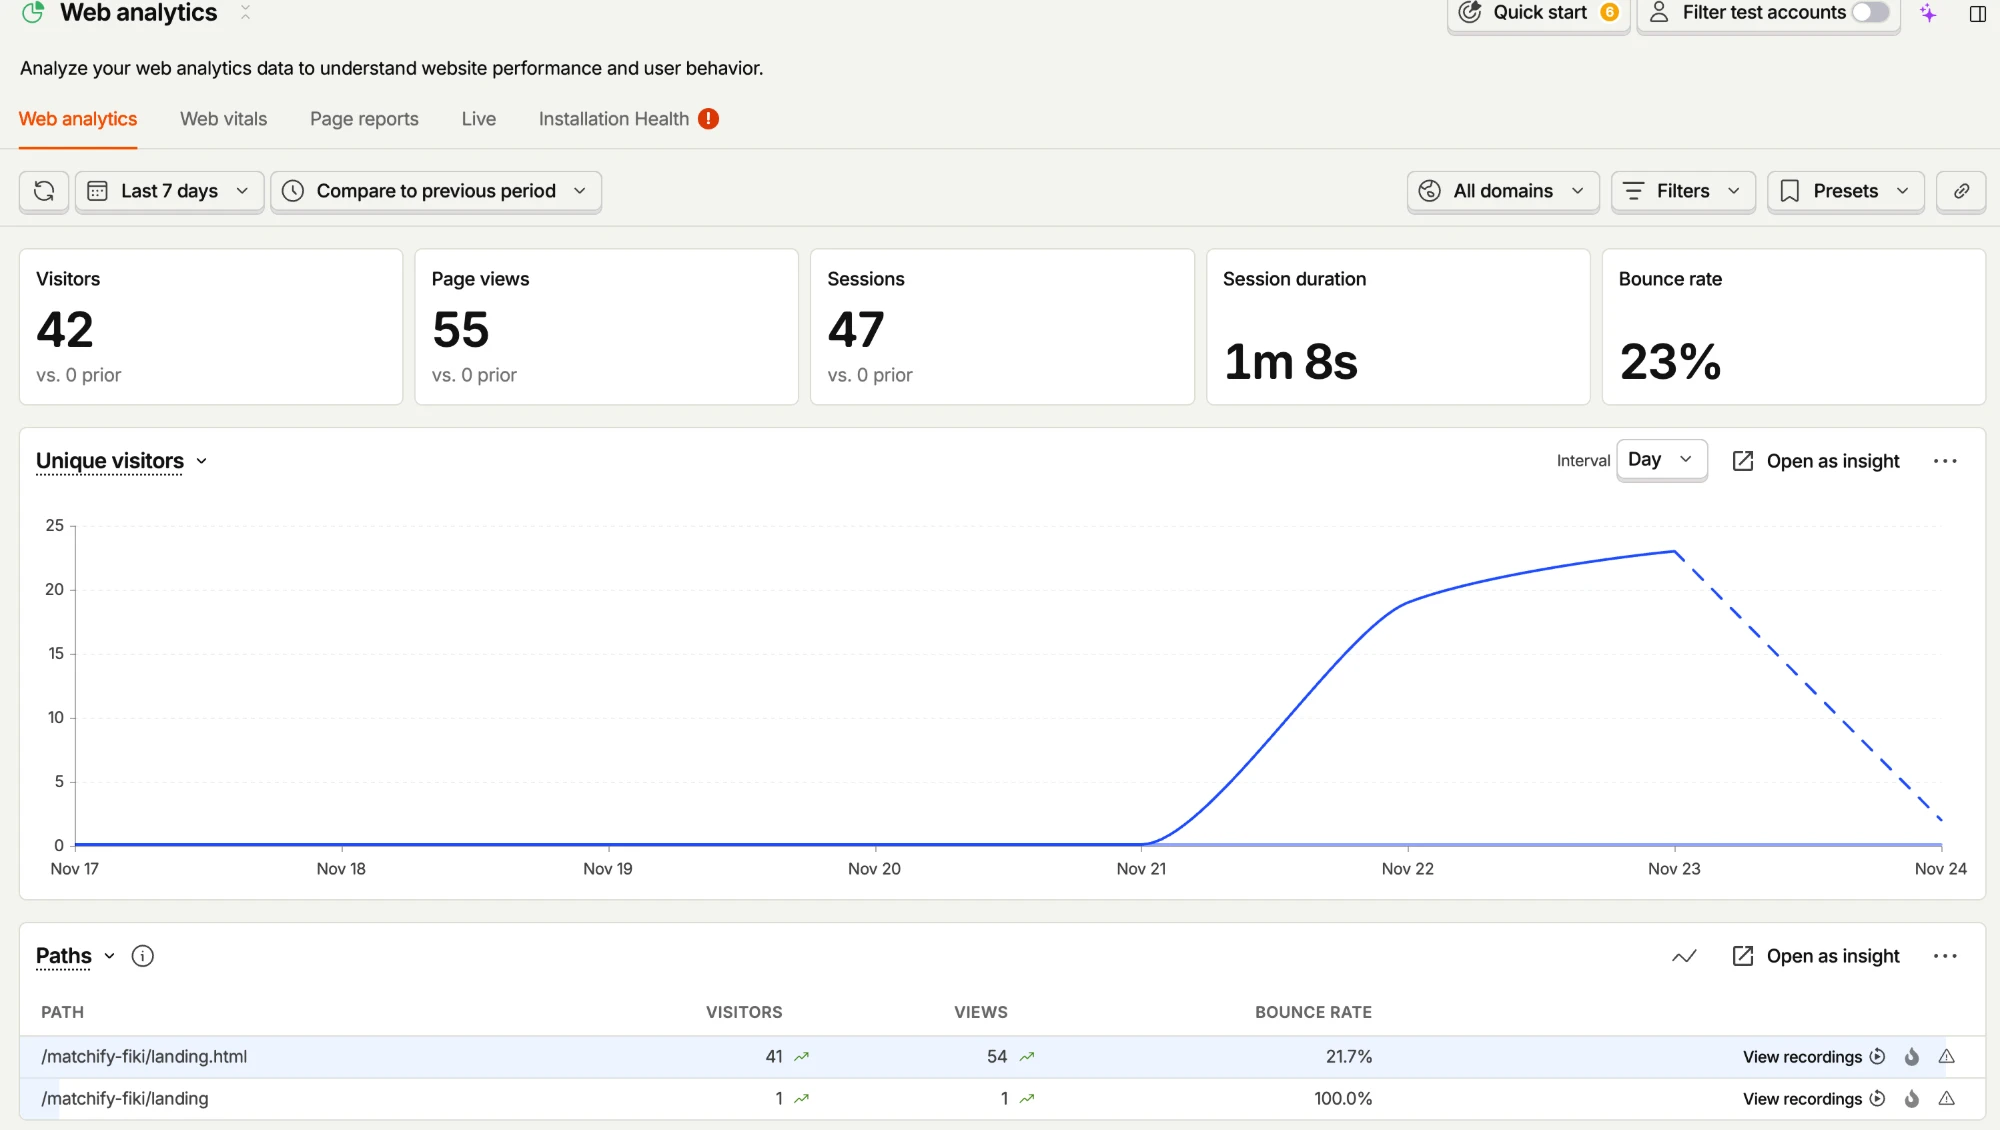 Web analytics
Quick start 6
Filter test accounts
Analyze your web analytics data to understand website performance and user behavior.
Web analytics Web vitals Page reports Live Installation Health !
Last 7 days Compare to previous period All domains Filters Presets
Visitors
42
vs. 0 prior
Page views
55
vs. 0 prior
Sessions
47
vs. 0 prior
Session duration
1m 8s
Bounce rate
23%
Unique visitors
Interval Day Open as insight
25
20
15
10
5
0
Nov 17 Nov 18 Nov 19 Nov 20 Nov 21 Nov 22 Nov 23 Nov 24
Paths Open as insight
PATH VISITORS VIEWS BOUNCE RATE
/matchify-fiki/landing.html 41 54 21.7% View recordings
/matchify-fiki/landing 1 1 100.0% View recordings